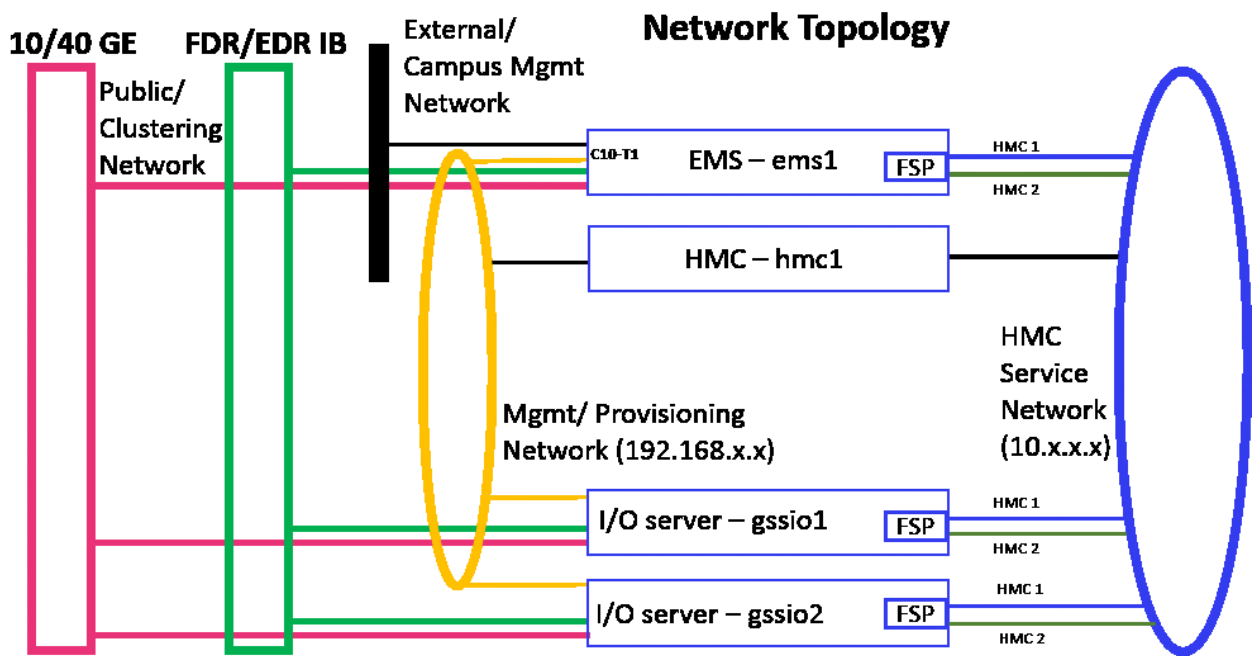 Network Topology
10/40 GE
FDR/EDR IB
External/
Campus Mgmt
Network
Public/
Clustering
Network
C10-T1
EMS – ems1
FSP
HMC 1
HMC 2
HMC – hmc1
HMC
Service
Network
(10.x.x.x)
Mgmt/ Provisioning
Network (192.168.x.x)
I/O server – gssio1
FSP
HMC 1
HMC 2
I/O server – gssio2
FSP
HMC 1
HMC 2